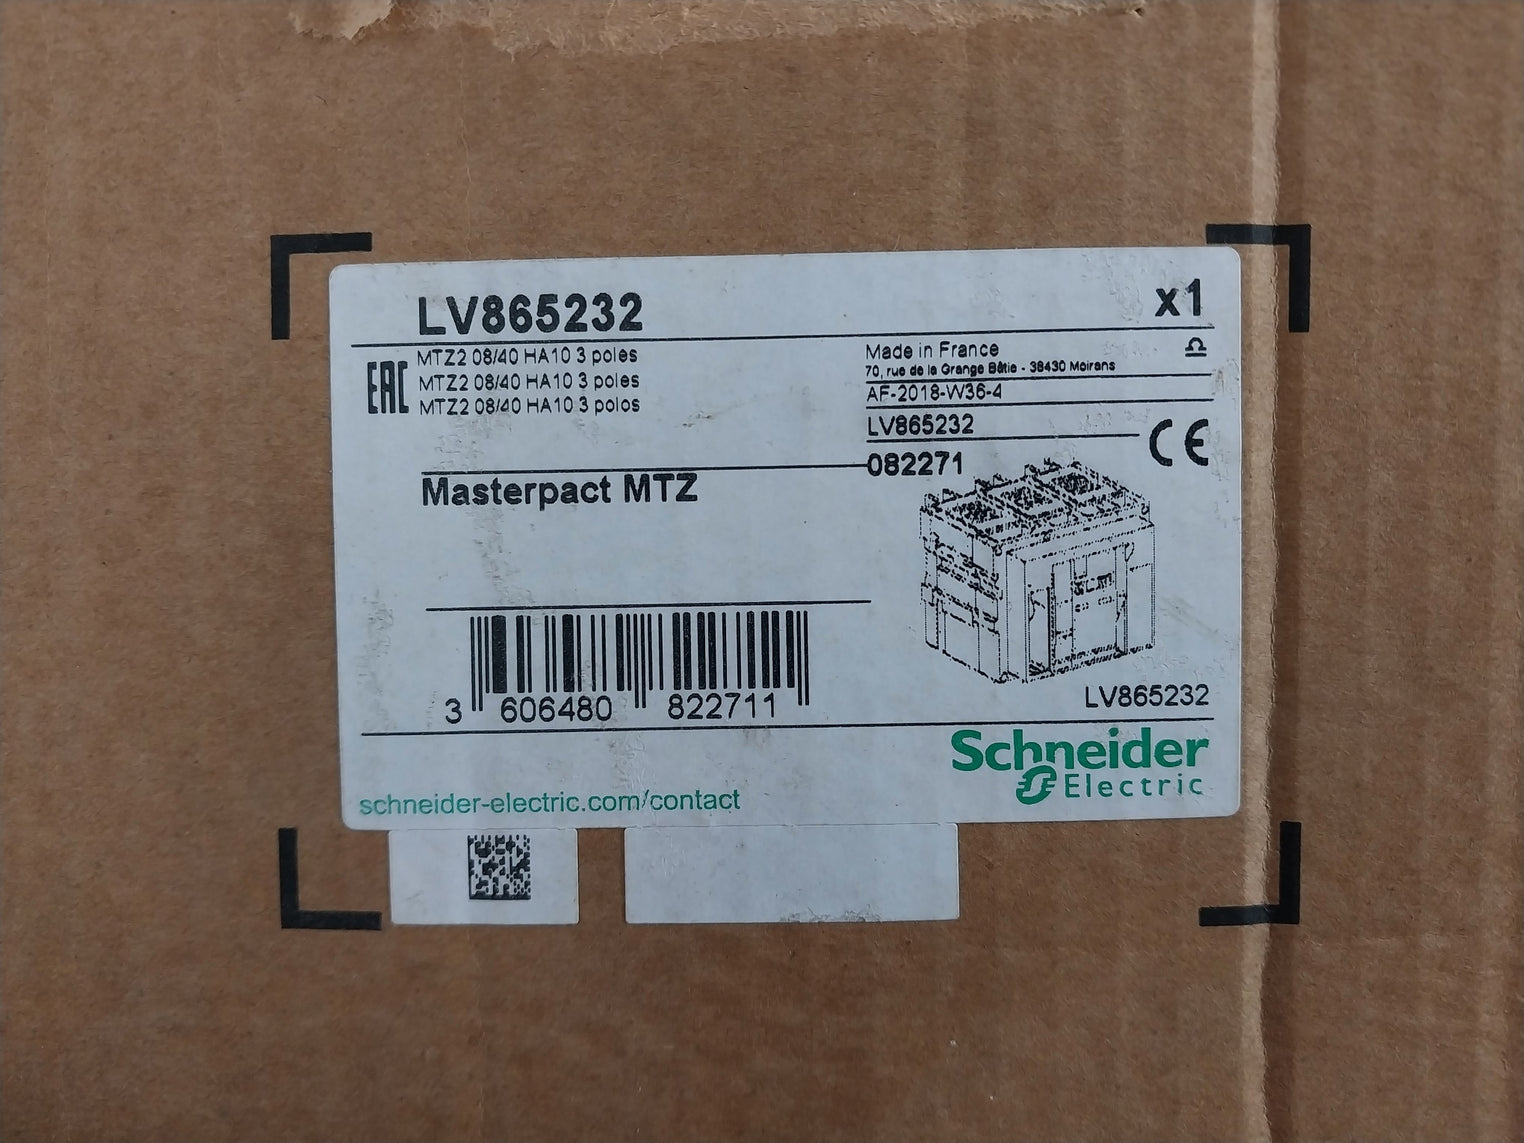 LV865232
x1
EAC
MTZ2 08/40 HA10 3 poles
MTZ2 08/40 HA10 3 poles
MTZ2 08/40 HA10 3 polos
Made in France
70, rue de la Grange Bâtie - 38430 Moirans
AF-2018-W36-4
LV865232
CE
082271
Masterpact MTZ
3 606480 822711
LV865232
Schneider
Electric
schneider-electric.com/contact